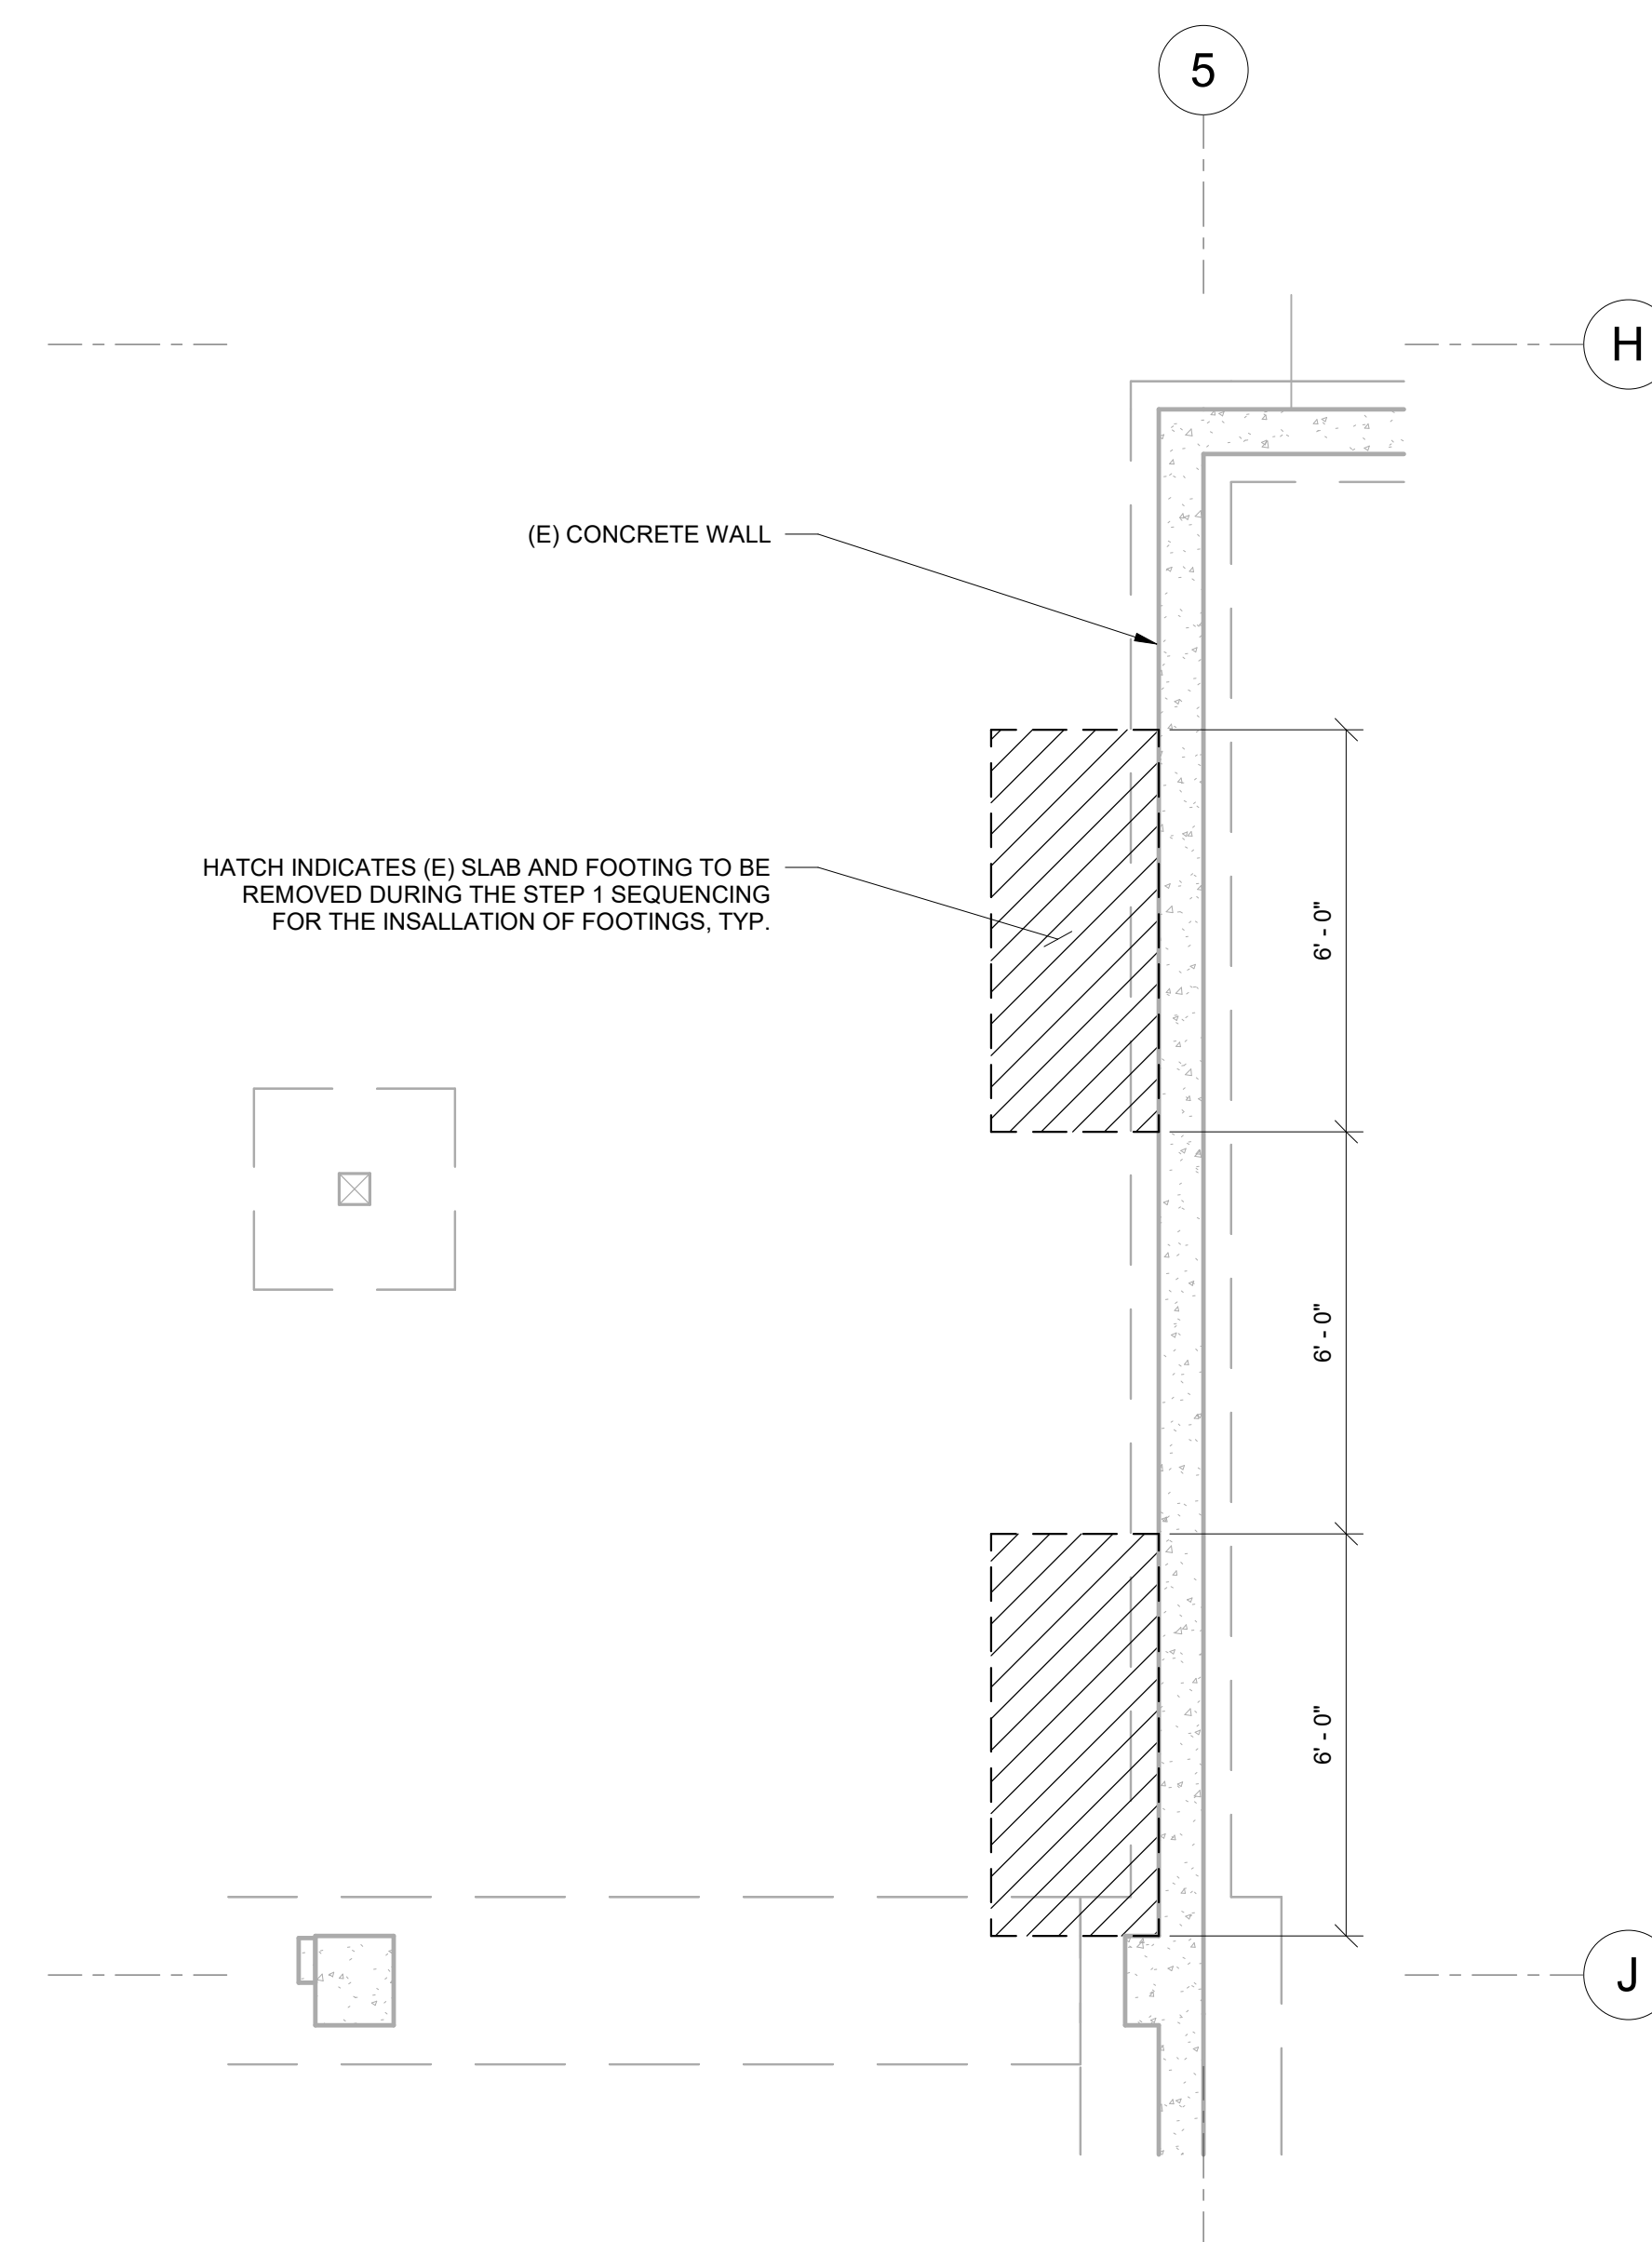 5
H
(E) CONCRETE WALL
HATCH INDICATES (E) SLAB AND FOOTING TO BE
REMOVED DURING THE STEP 1 SEQUENCING
FOR THE INSALLATION OF FOOTINGS, TYP.
6' - 0"
6' - 0"
6' - 0"
J